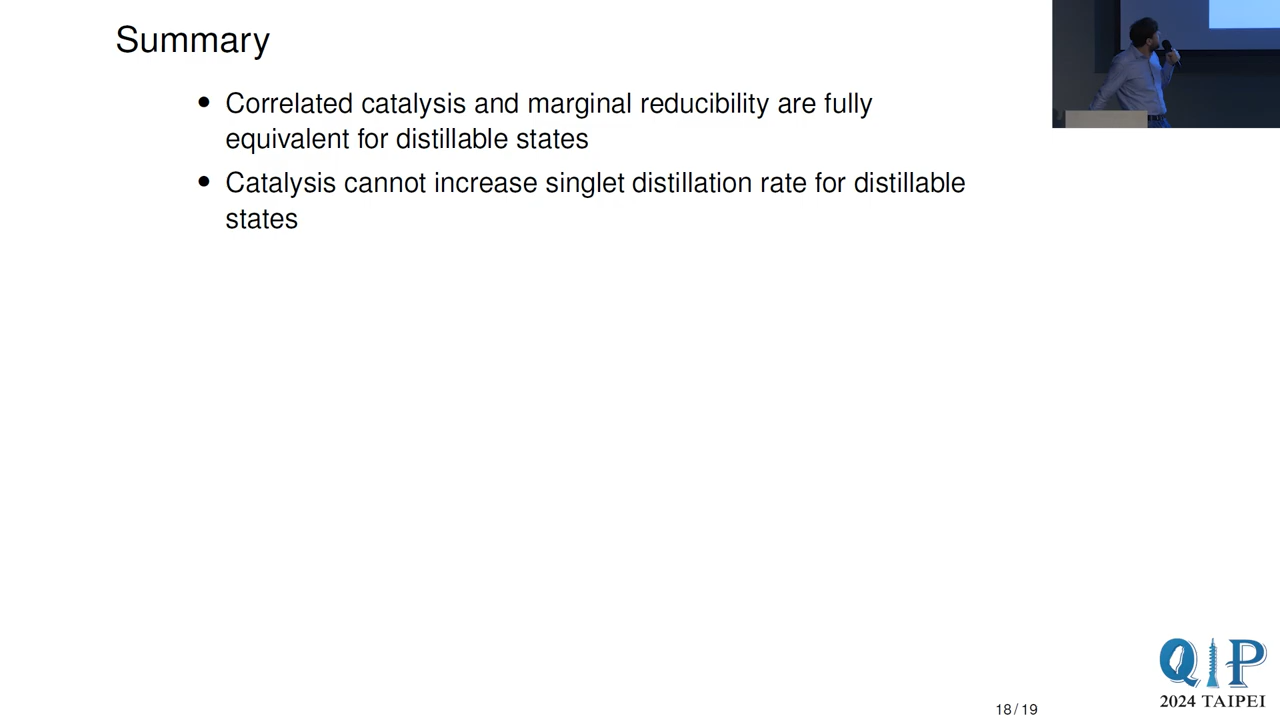 Summary
• Correlated catalysis and marginal reducibility are fully
equivalent for distillable states
• Catalysis cannot increase singlet distillation rate for distillable
states
18 / 19
QIP
2024 TAIPEI